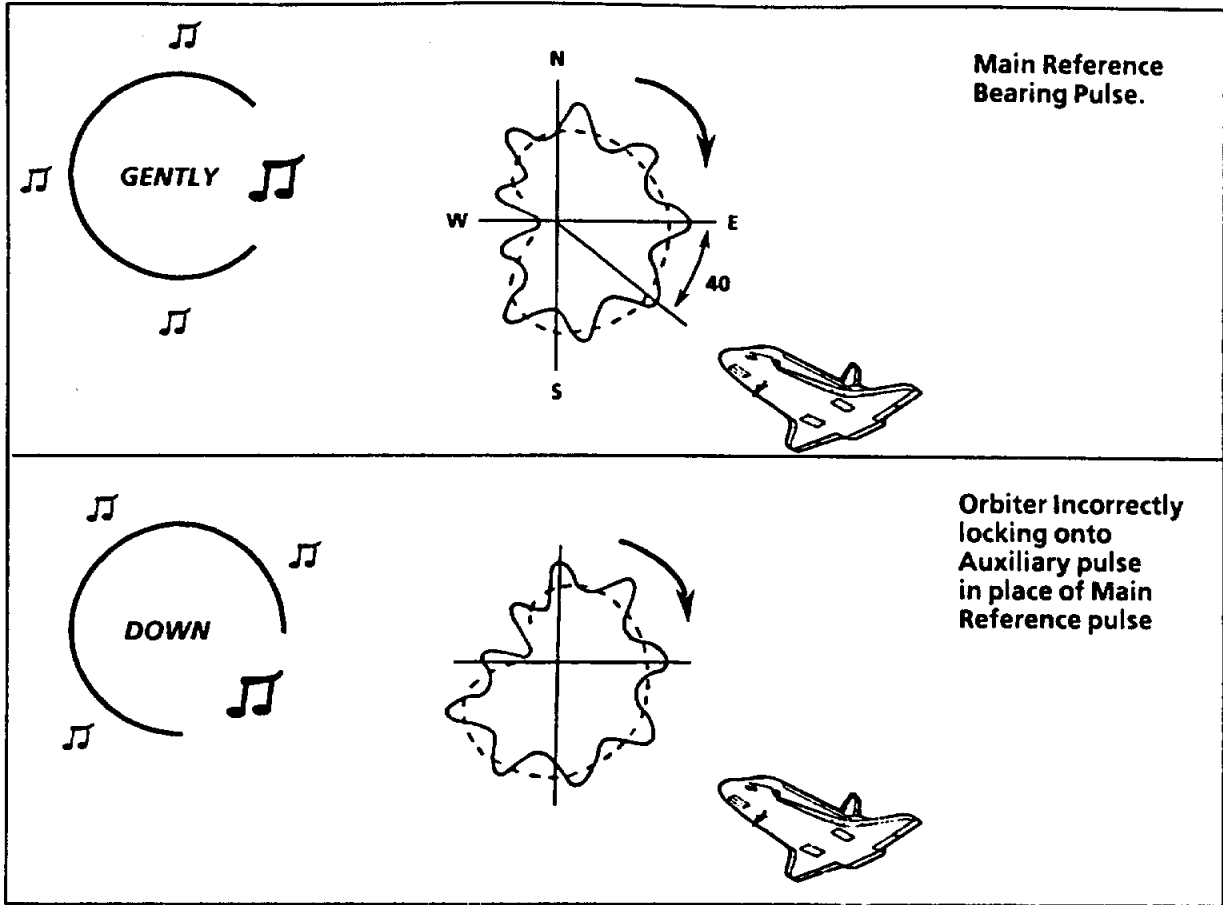 GENTLY
N
W
E
S
40
Main Reference
Bearing Pulse.
DOWN
Orbiter Incorrectly
locking onto
Auxiliary pulse
in place of Main
Reference pulse